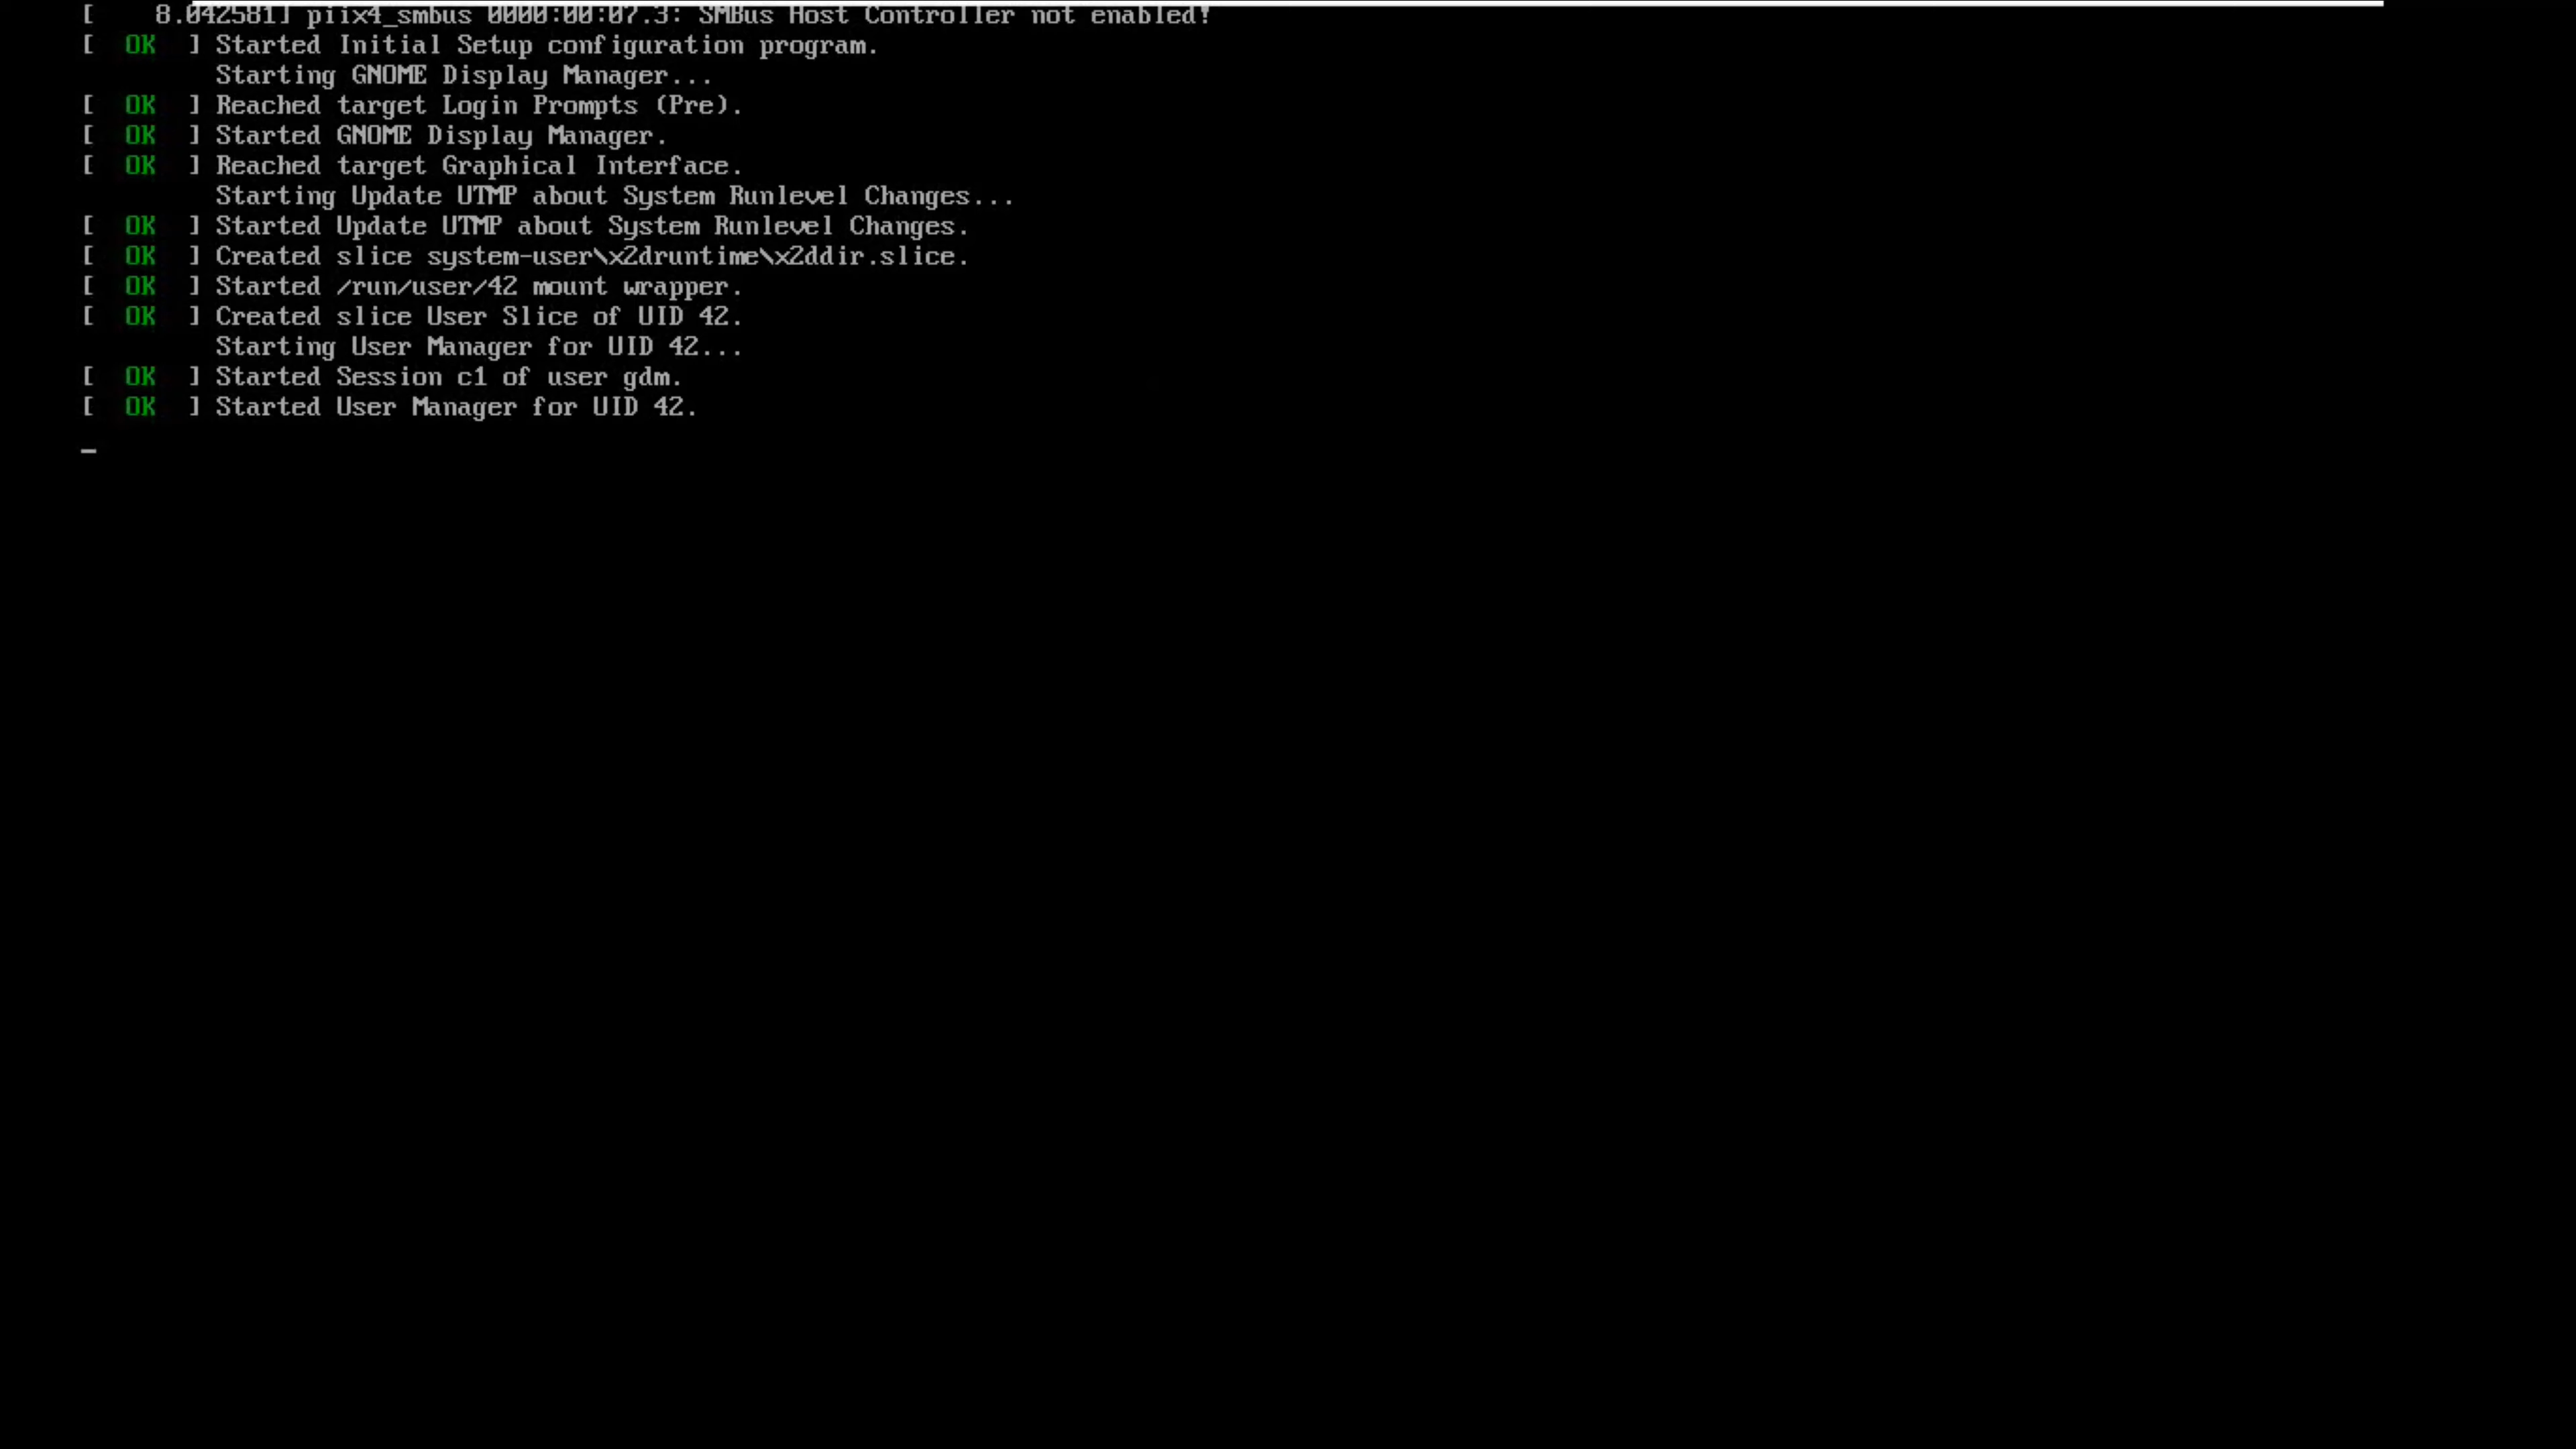 [    8.042581] piix4_smbus 0000:00:07.3: SMBus Host Controller not enabled!
[  OK  ] Started Initial Setup configuration program.
         Starting GNOME Display Manager...
[  OK  ] Reached target Login Prompts (Pre).
[  OK  ] Started GNOME Display Manager.
[  OK  ] Reached target Graphical Interface.
         Starting Update UTMP about System Runlevel Changes...
[  OK  ] Started Update UTMP about System Runlevel Changes.
[  OK  ] Created slice system-user\x2druntime\x2ddir.slice.
[  OK  ] Started /run/user/42 mount wrapper.
[  OK  ] Created slice User Slice of UID 42.
         Starting User Manager for UID 42...
[  OK  ] Started Session c1 of user gdm.
[  OK  ] Started User Manager for UID 42.
_